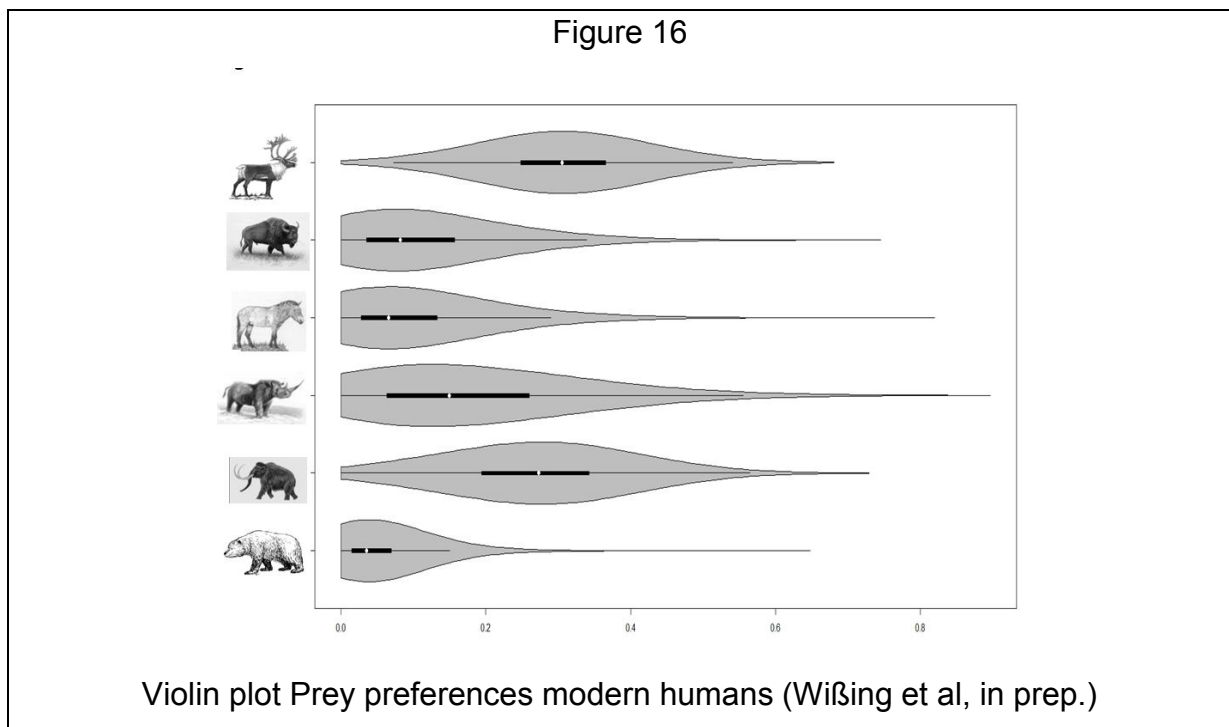 Figure 16
0.0 0.2 0.4 0.6 0.8
Violin plot Prey preferences modern humans (Wißing et al, in prep.)